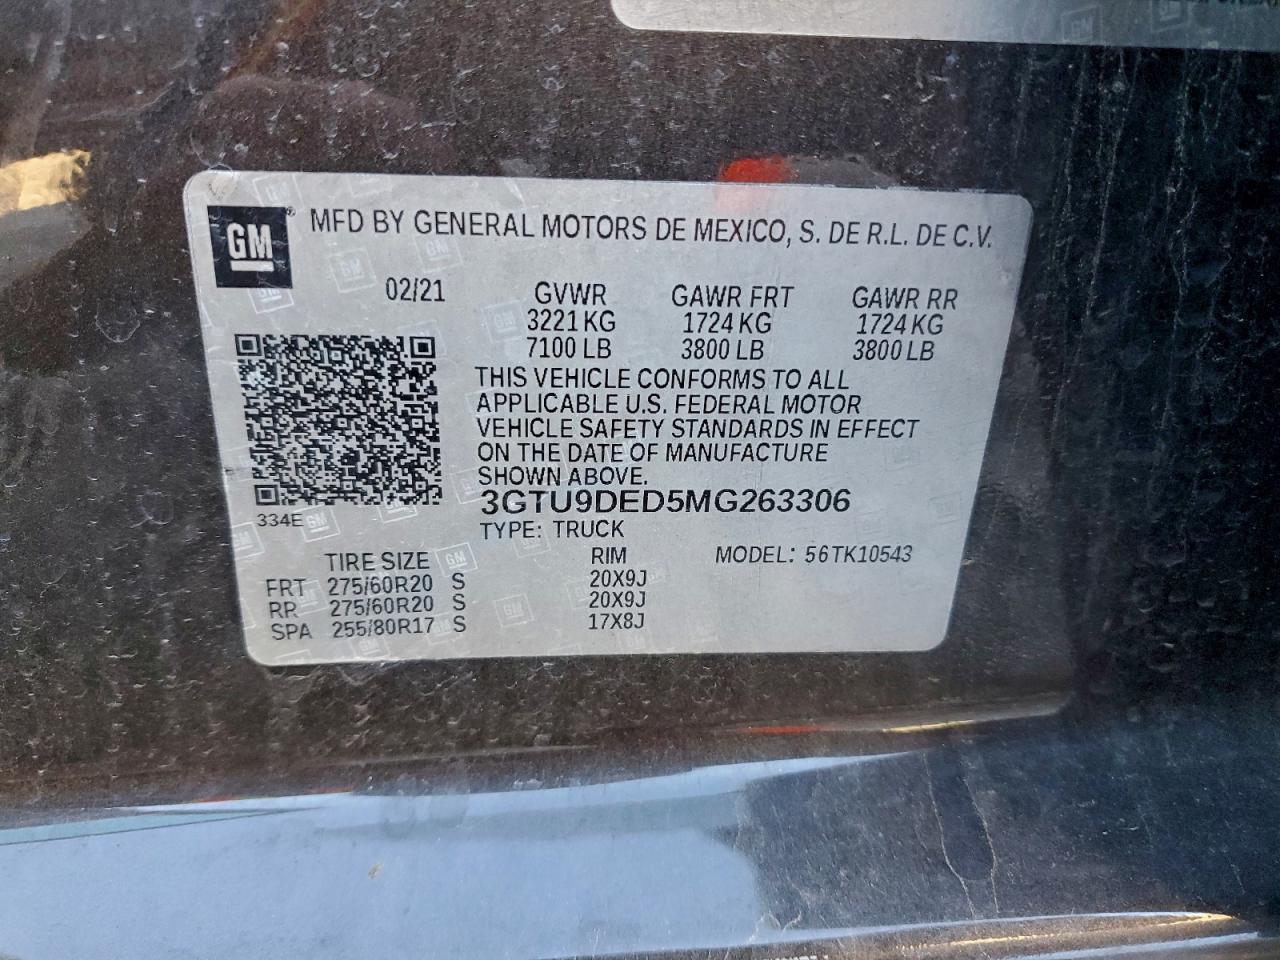 GM
MFD BY GENERAL MOTORS DE MEXICO, S. DE R.L. DE C.V.
02/21 GVWR GAWR FRT GAWR RR
3221 KG 1724 KG 1724 KG
7100 LB 3800 LB 3800 LB
THIS VEHICLE CONFORMS TO ALL
APPLICABLE U.S. FEDERAL MOTOR
VEHICLE SAFETY STANDARDS IN EFFECT
ON THE DATE OF MANUFACTURE
SHOWN ABOVE.
3GTU9DED5MG263306
334E
TYPE: TRUCK
TIRE SIZE RIM MODEL: 56TK10543
FRT 275/60R20 S 20X9J
RR 275/60R20 S 20X9J
SPA 255/80R17 S 17X8J